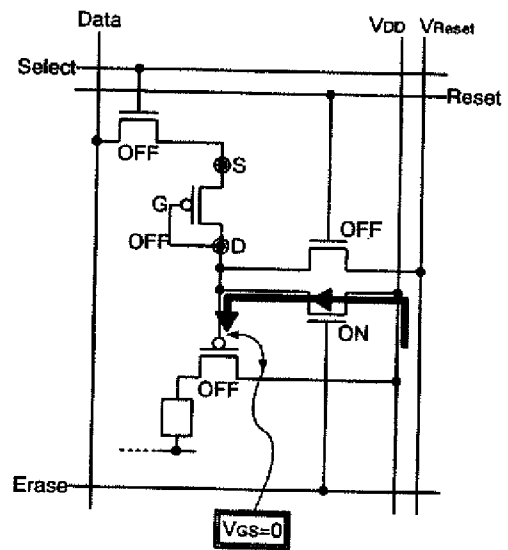 Data
VDD
VReset
Select
Reset
OFF
S
G
OFF
D
OFF
ON
OFF
Erase
VGS=0